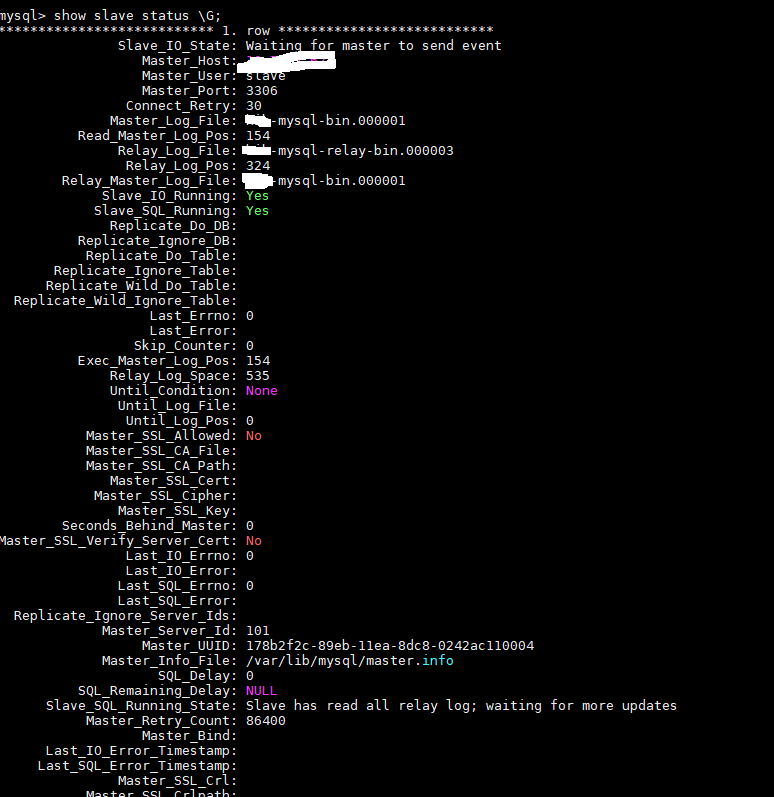 mysql> show slave status \G;
*************************** 1. row ***************************
Slave_IO_State: Waiting for master to send event
Master_Host:
Master_User: slave
Master_Port: 3306
Connect_Retry: 30
Master_Log_File: -mysql-bin.000001
Read_Master_Log_Pos: 154
Relay_Log_File: -mysql-relay-bin.000003
Relay_Log_Pos: 324
Relay_Master_Log_File: -mysql-bin.000001
Slave_IO_Running: Yes
Slave_SQL_Running: Yes
Replicate_Do_DB:
Replicate_Ignore_DB:
Replicate_Do_Table:
Replicate_Ignore_Table:
Replicate_Wild_Do_Table:
Replicate_Wild_Ignore_Table:
Last_Errno: 0
Last_Error:
Skip_Counter: 0
Exec_Master_Log_Pos: 154
Relay_Log_Space: 535
Until_Condition: None
Until_Log_File:
Until_Log_Pos: 0
Master_SSL_Allowed: No
Master_SSL_CA_File:
Master_SSL_CA_Path:
Master_SSL_Cert:
Master_SSL_Cipher:
Master_SSL_Key:
Seconds_Behind_Master: 0
Master_SSL_Verify_Server_Cert: No
Last_IO_Errno: 0
Last_IO_Error:
Last_SQL_Errno: 0
Last_SQL_Error:
Replicate_Ignore_Server_Ids:
Master_Server_Id: 101
Master_UUID: 178b2f2c-89eb-11ea-8dc8-0242ac110004
Master_Info_File: /var/lib/mysql/master.info
SQL_Delay: 0
SQL_Remaining_Delay: NULL
Slave_SQL_Running_State: Slave has read all relay log; waiting for more updates
Master_Retry_Count: 86400
Master_Bind:
Last_IO_Error_Timestamp:
Last_SQL_Error_Timestamp:
Master_SSL_Crl:
Master_SSL_Crlpath: